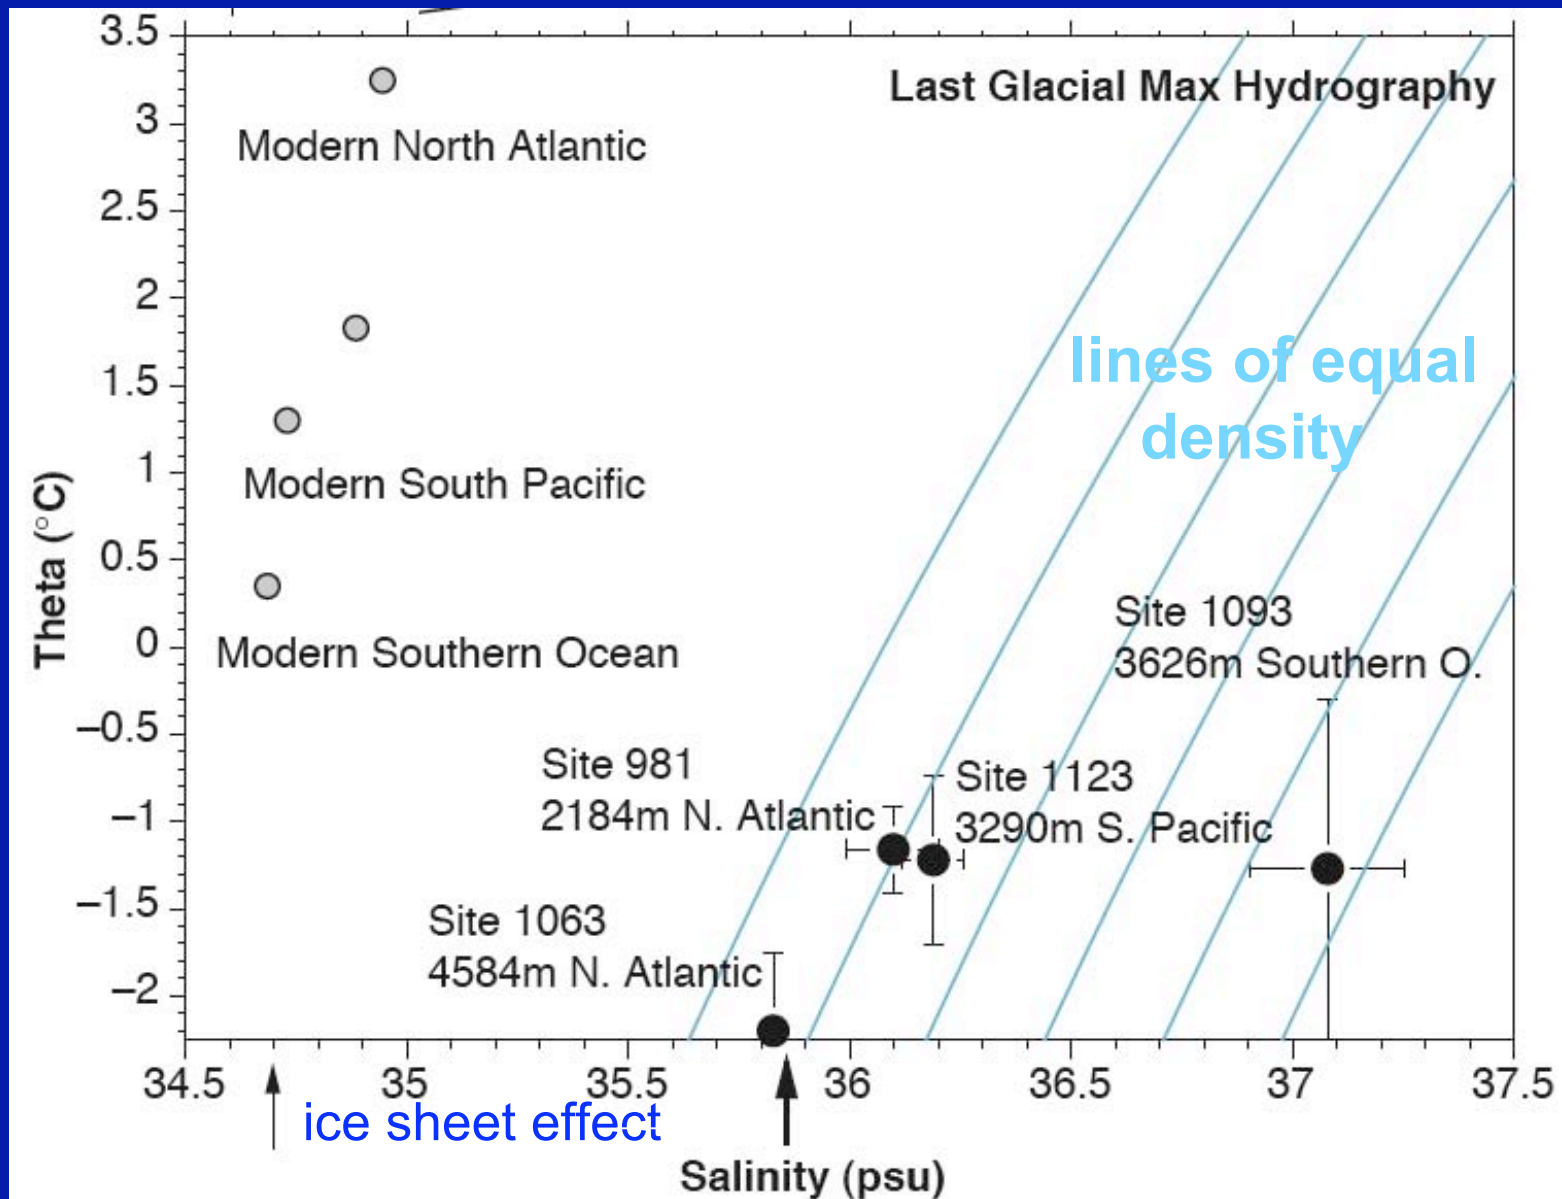 3.5
3
2.5
2
1.5
1
0.5
0
–0.5
–1
–1.5
–2
Theta (°C)
Last Glacial Max Hydrography
Modern North Atlantic
lines of equal
density
Modern South Pacific
Modern Southern Ocean
Site 1093
3626m Southern O.
Site 981
2184m N. Atlantic
Site 1123
3290m S. Pacific
Site 1063
4584m N. Atlantic
34.5 35 35.5 36 36.5 37 37.5
ice sheet effect
Salinity (psu)